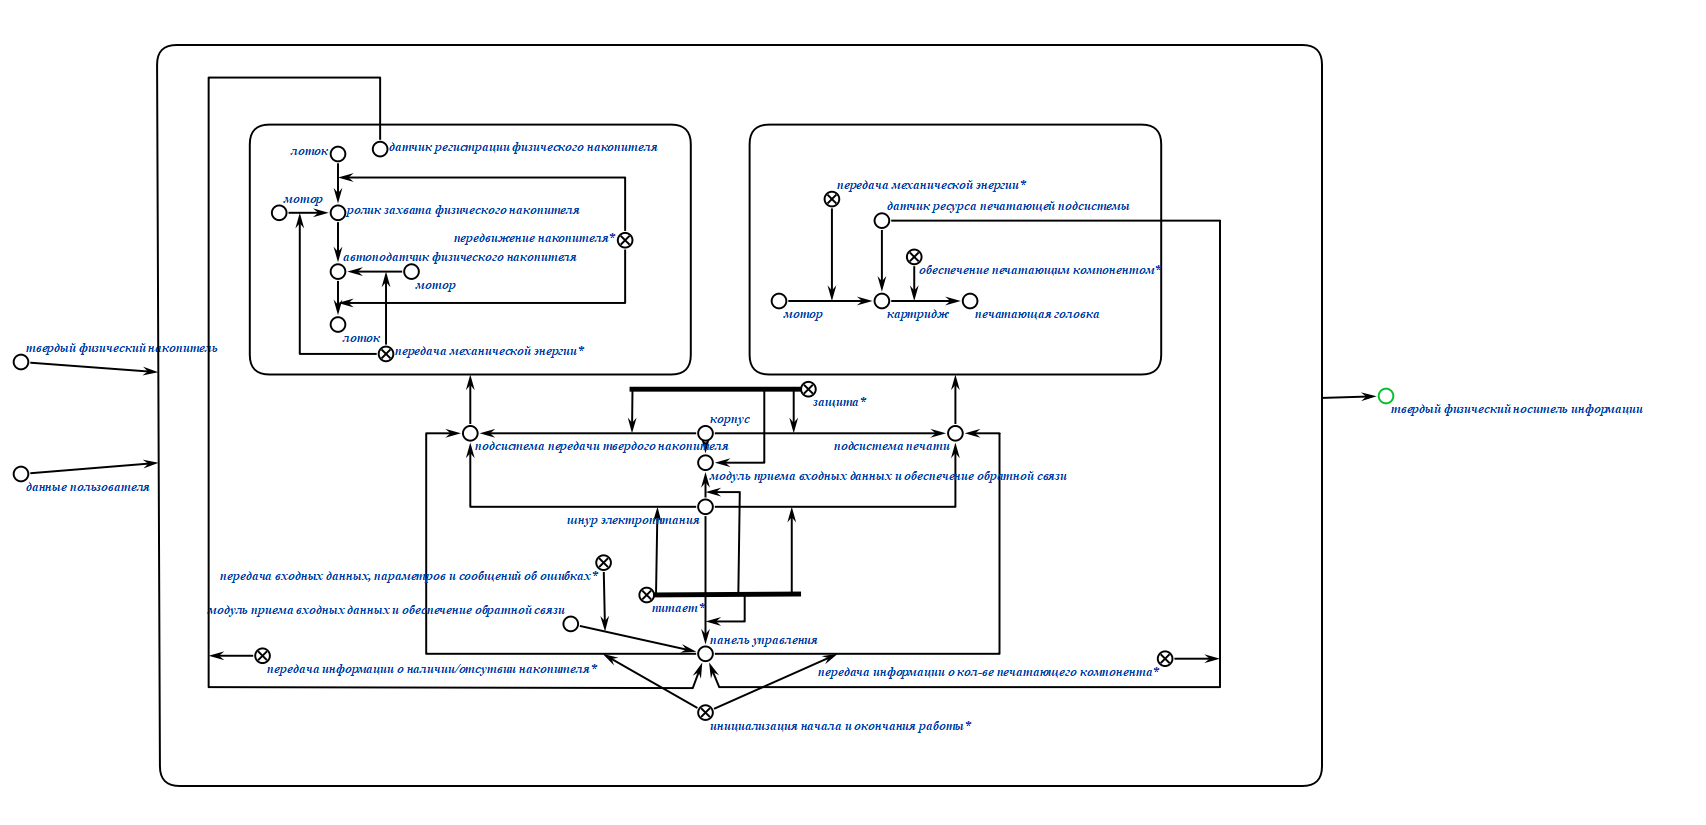 лоток
датчик регистрации физического накопителя
мотор
ролик захвата физического накопителя
передвижение накопителя*
автоподатчик физического накопителя
мотор
лоток
передача механической энергии*
передача механической энергии*
датчик ресурса печатающей подсистемы
обеспечение печатающим компонентом*
мотор
картридж
печатающая головка
твердый физический накопитель
данные пользователя
защита*
корпус
подсистема передачи твердого накопителя
подсистема печати
модуль приема входных данных и обеспечение обратной связи
шнур электропитания
передача входных данных, параметров и сообщений об ошибках*
модуль приема входных данных и обеспечение обратной связи
питает*
панель управления
передача информации о наличии/отсутвии накопителя*
передача информации о кол-ве печатающего компонента*
инициализация начала и окончания работы*
твердый физический носитель информации